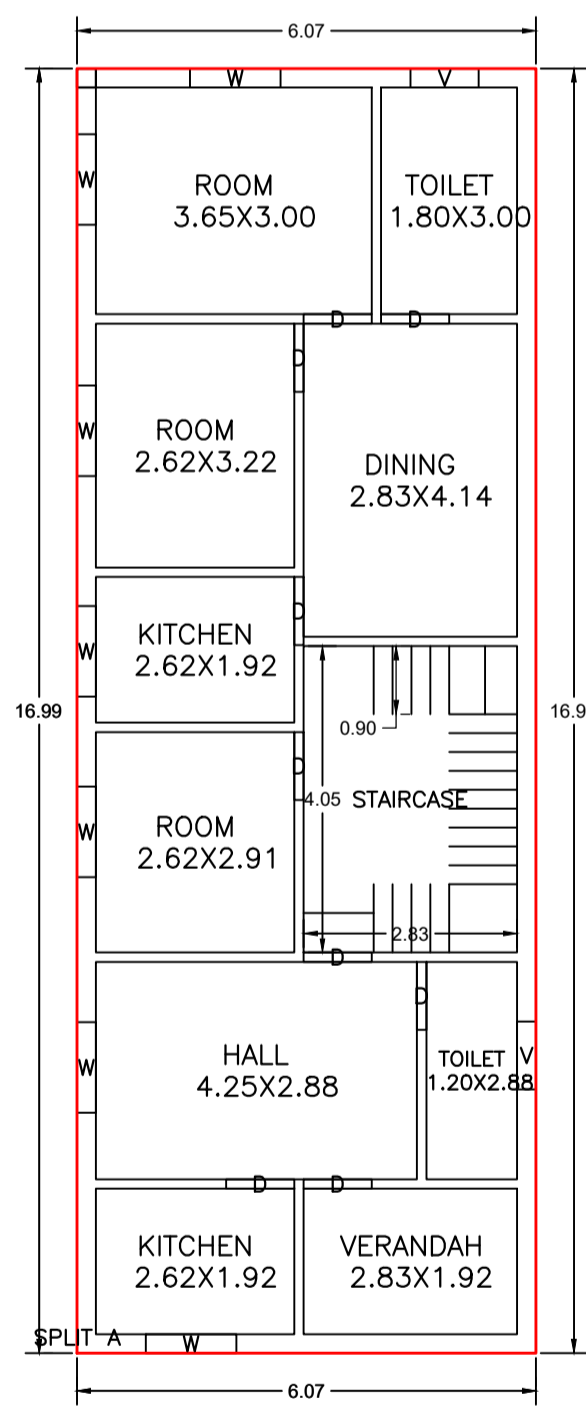 6.07
W
V
W
ROOM
3.65X3.00
TOILET
1.80X3.00
D
D
D
ROOM
2.62X3.22
W
DINING
2.83X4.14
D
KITCHEN
2.62X1.92
W
0.90
16.99
16.9
D
4.05
STAIRCASE
ROOM
2.62X2.91
W
2.83
D
D
HALL
4.25X2.88
W
TOILET
1.20X2.88
V
D
D
KITCHEN
2.62X1.92
VERANDAH
2.83X1.92
SPLIT A
W
6.07